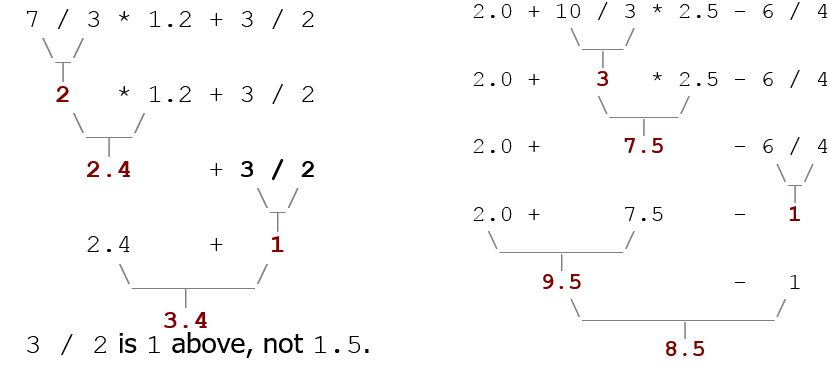 7 / 3 * 1.2 + 3 / 2
2 * 1.2 + 3 / 2
2.4 + 3 / 2
2.4 + 1
3.4
3 / 2 is 1 above, not 1.5.
2.0 + 10 / 3 * 2.5 - 6 / 4
2.0 + 3 * 2.5 - 6 / 4
2.0 + 7.5 - 6 / 4
2.0 + 7.5 - 1
9.5 - 1
8.5